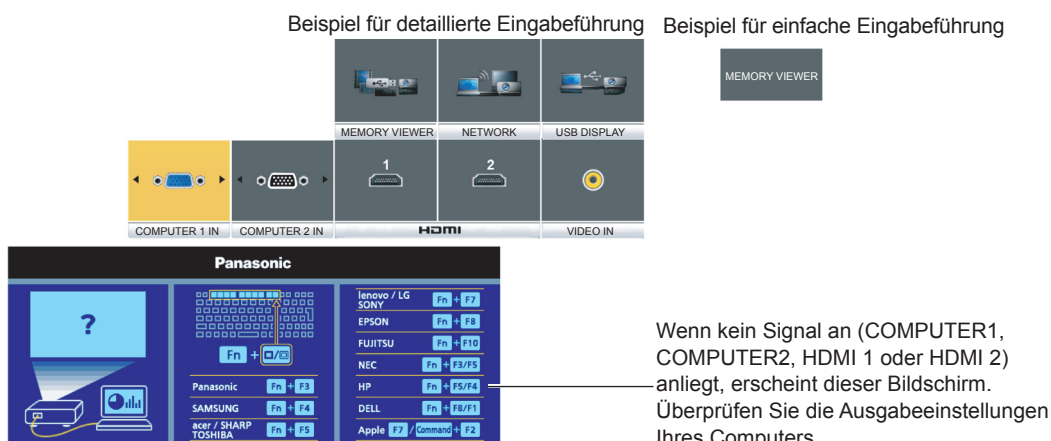 Beispiel für detaillierte Eingabeführung
Beispiel für einfache Eingabeführung
MEMORY VIEWER
MEMORY VIEWER
NETWORK
USB DISPLAY
1
2
COMPUTER 1 IN
COMPUTER 2 IN
HDMI
VIDEO IN
Panasonic
?
Fn +
Panasonic Fn + F3
SAMSUNG Fn + F4
acer / SHARP
TOSHIBA Fn + F5
lenovo / LG
SONY Fn + F7
EPSON Fn + F8
FUJITSU Fn + F10
NEC Fn + F3/F5
HP Fn + F5/F4
DELL Fn + F8/F1
Apple F7 / Command + F2
Wenn kein Signal an (COMPUTER1,
COMPUTER2, HDMI 1 oder HDMI 2)
anliegt, erscheint dieser Bildschirm.
Überprüfen Sie die Ausgabeeinstellungen
Ihres Computers